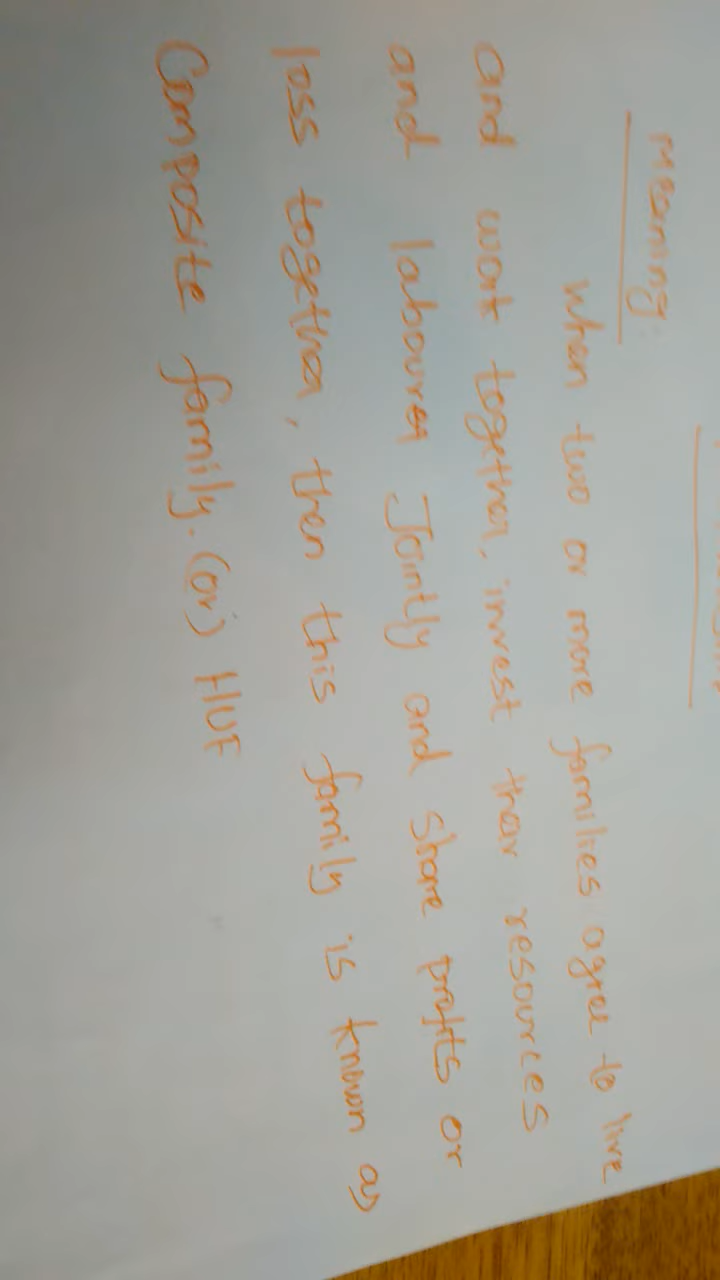 Meaning:
When two or more families agree to live
and work together, invest their resources
and labourer Jointly and share profits or
loss together, then this family is known as
Composite family. (or) HUF